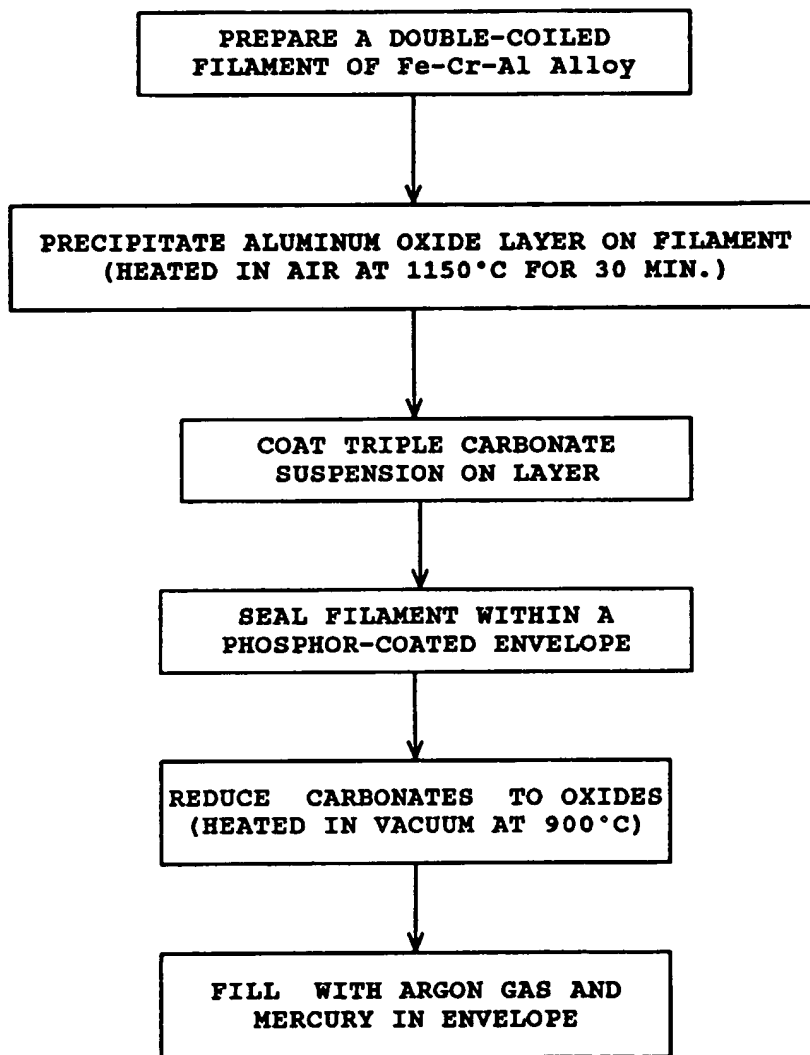 PREPARE A DOUBLE-COILED
FILAMENT OF Fe-Cr-Al Alloy
PRECIPITATE ALUMINUM OXIDE LAYER ON FILAMENT
(HEATED IN AIR AT 1150°C FOR 30 MIN.)
COAT TRIPLE CARBONATE
SUSPENSION ON LAYER
SEAL FILAMENT WITHIN A
PHOSPHOR-COATED ENVELOPE
REDUCE CARBONATES TO OXIDES
(HEATED IN VACUUM AT 900°C)
FILL WITH ARGON GAS AND
MERCURY IN ENVELOPE